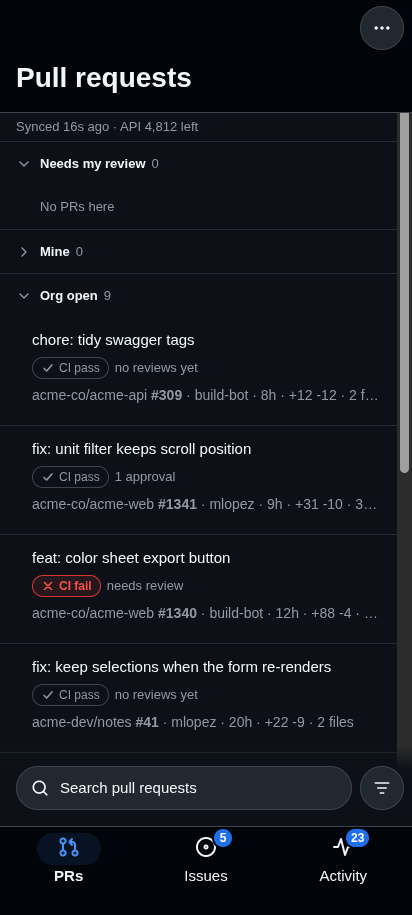 Pull requests
Synced 16s ago · API 4,812 left
Needs my review 0
No PRs here
Mine 0
Org open 9
chore: tidy swagger tags
CI pass no reviews yet
acme-co/acme-api #309 · build-bot · 8h · +12 -12 · 2 f…
fix: unit filter keeps scroll position
CI pass 1 approval
acme-co/acme-web #1341 · mlopez · 9h · +31 -10 · 3…
feat: color sheet export button
CI fail needs review
acme-co/acme-web #1340 · build-bot · 12h · +88 -4 · …
fix: keep selections when the form re-renders
CI pass no reviews yet
acme-dev/notes #41 · mlopez · 20h · +22 -9 · 2 files
Search pull requests
5 23
PRs Issues Activity